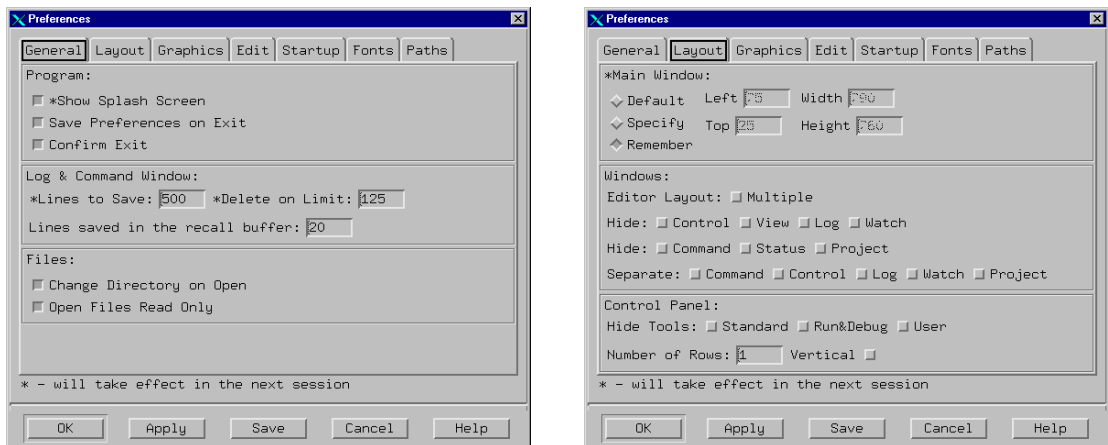 Preferences
General Layout Graphics Edit Startup Fonts Paths
Program:
*Show Splash Screen
Save Preferences on Exit
Confirm Exit
Log & Command Window:
*Lines to Save: 500 *Delete on Limit: 125
Lines saved in the recall buffer: 20
Files:
Change Directory on Open
Open Files Read Only
* - will take effect in the next session
OK Apply Save Cancel Help
Preferences
General Layout Graphics Edit Startup Fonts Paths
*Main Window:
Default Left 75 Width 790
Specify Top 25 Height 760
Remember
Windows:
Editor Layout: Multiple
Hide: Control View Log Watch
Hide: Command Status Project
Separate: Command Control Log Watch Project
Control Panel:
Hide Tools: Standard Run&Debug User
Number of Rows: 1 Vertical
* - will take effect in the next session
OK Apply Save Cancel Help